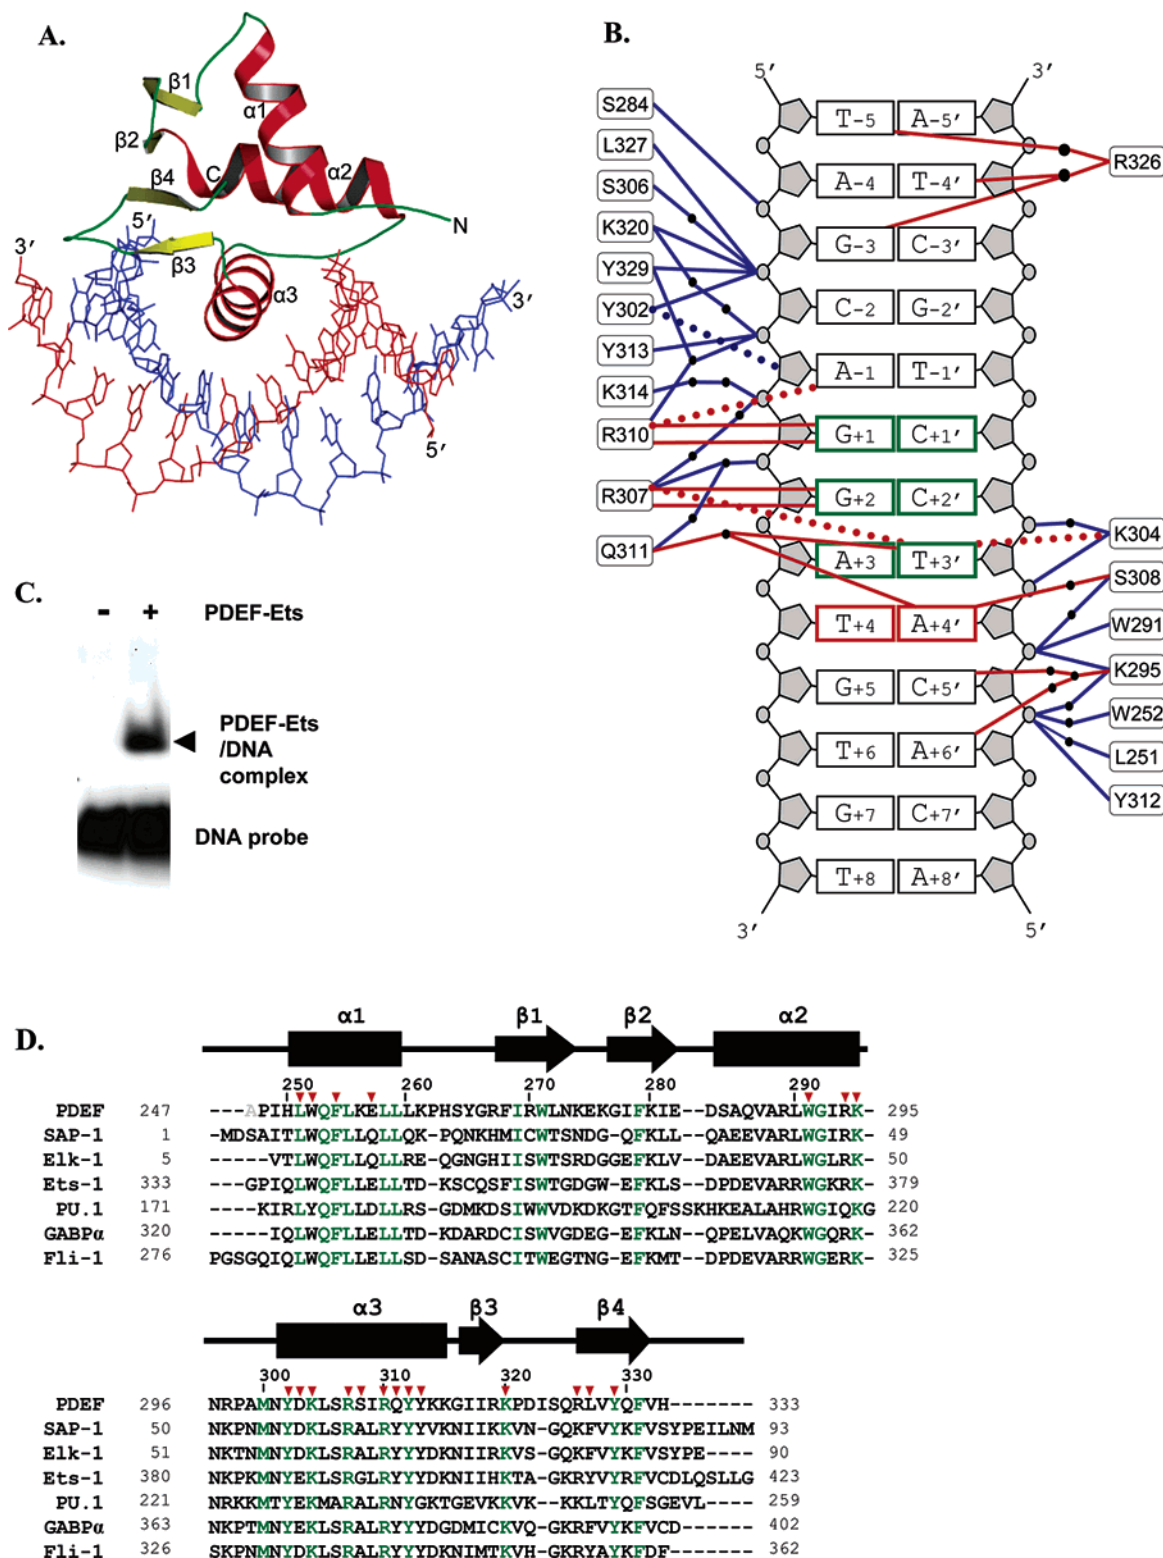 A.
β1
β2
α1
β4
C
α2
5′
N
3′
β3
α3
3′
5′
B.
5′
3′
S284
L327
S306
K320
Y329
Y302
Y313
K314
R310
R307
Q311
T-5 A-5′
A-4 T-4′
G-3 C-3′
C-2 G-2′
A-1 T-1′
G+1 C+1′
G+2 C+2′
A+3 T+3′
T+4 A+4′
G+5 C+5′
T+6 A+6′
G+7 C+7′
T+8 A+8′
R326
K304
S308
W291
K295
W252
L251
Y312
3′
5′
C.
- + PDEF-Ets
PDEF-Ets
/DNA
complex
DNA probe
D.
α1 β1 β2 α2
250 260 270 280 290
PDEF 247 ---APIHLWQFLKELLLKPHSYGRFIRWLNKEKGIFKIE--DSAQVARLWGIRK- 295
SAP-1 1 -MDSAITLWQFLLQLLQK-PQNKHMICWTSNDG-QFKLL--QAEEVARLWGIRK- 49
Elk-1 5 -----VTLWQFLLQLLRE-QGNGHIISWTSRDGGEFKLV--DAEEVARLWGLRK- 50
Ets-1 333 ---GPIQLWQFLLELLTD-KSCQSFISWTGDGW-EFKLS--DPDEVARRWGKRK- 379
PU.1 171 ---KIRLYQFLLDLLRS-GDMKDSIWWVDKDKGTFQFSSKHKEALAHRWGIQKG 220
GABPα 320 -----IQLWQFLLELLTD-KDARDCISWVGDEG-EFKLN--QPELVAQKWGQRK- 362
Fli-1 276 PGSGQIQLWQFLLELLSD-SANASCITWEGTNG-EFKMT--DPDEVARRWGERK- 325
α3 β3 β4
300 310 320 330
PDEF 296 NRPAMNYDKLSRSIRQYYKKGIIRKPDISQRLVYQFVH------- 333
SAP-1 50 NKPNMNYDKLSRALRYYYVKNIIKKVN-GQKFVYKFVSYPEILNM 93
Elk-1 51 NKTNMNYDKLSRALRYYYDKNIIRKVS-GQKFVYKFVSYPE---- 90
Ets-1 380 NKPKMNYEKLSRGLRYYYDKNIIHKTA-GKRYVYRFVCDLQSLLG 423
PU.1 221 NRKKMTYEKMARALRNYGKTGEVKKVK--KKLTYQFSGEVL---- 259
GABPα 363 NKPTMNYEKLSRALRYYYDGDMICKVQ-GKRFVYKFVCD------ 402
Fli-1 326 SKPNMNYDKLSRALRYYYDKNIMTKVH-GKRYAYKFDF------- 362